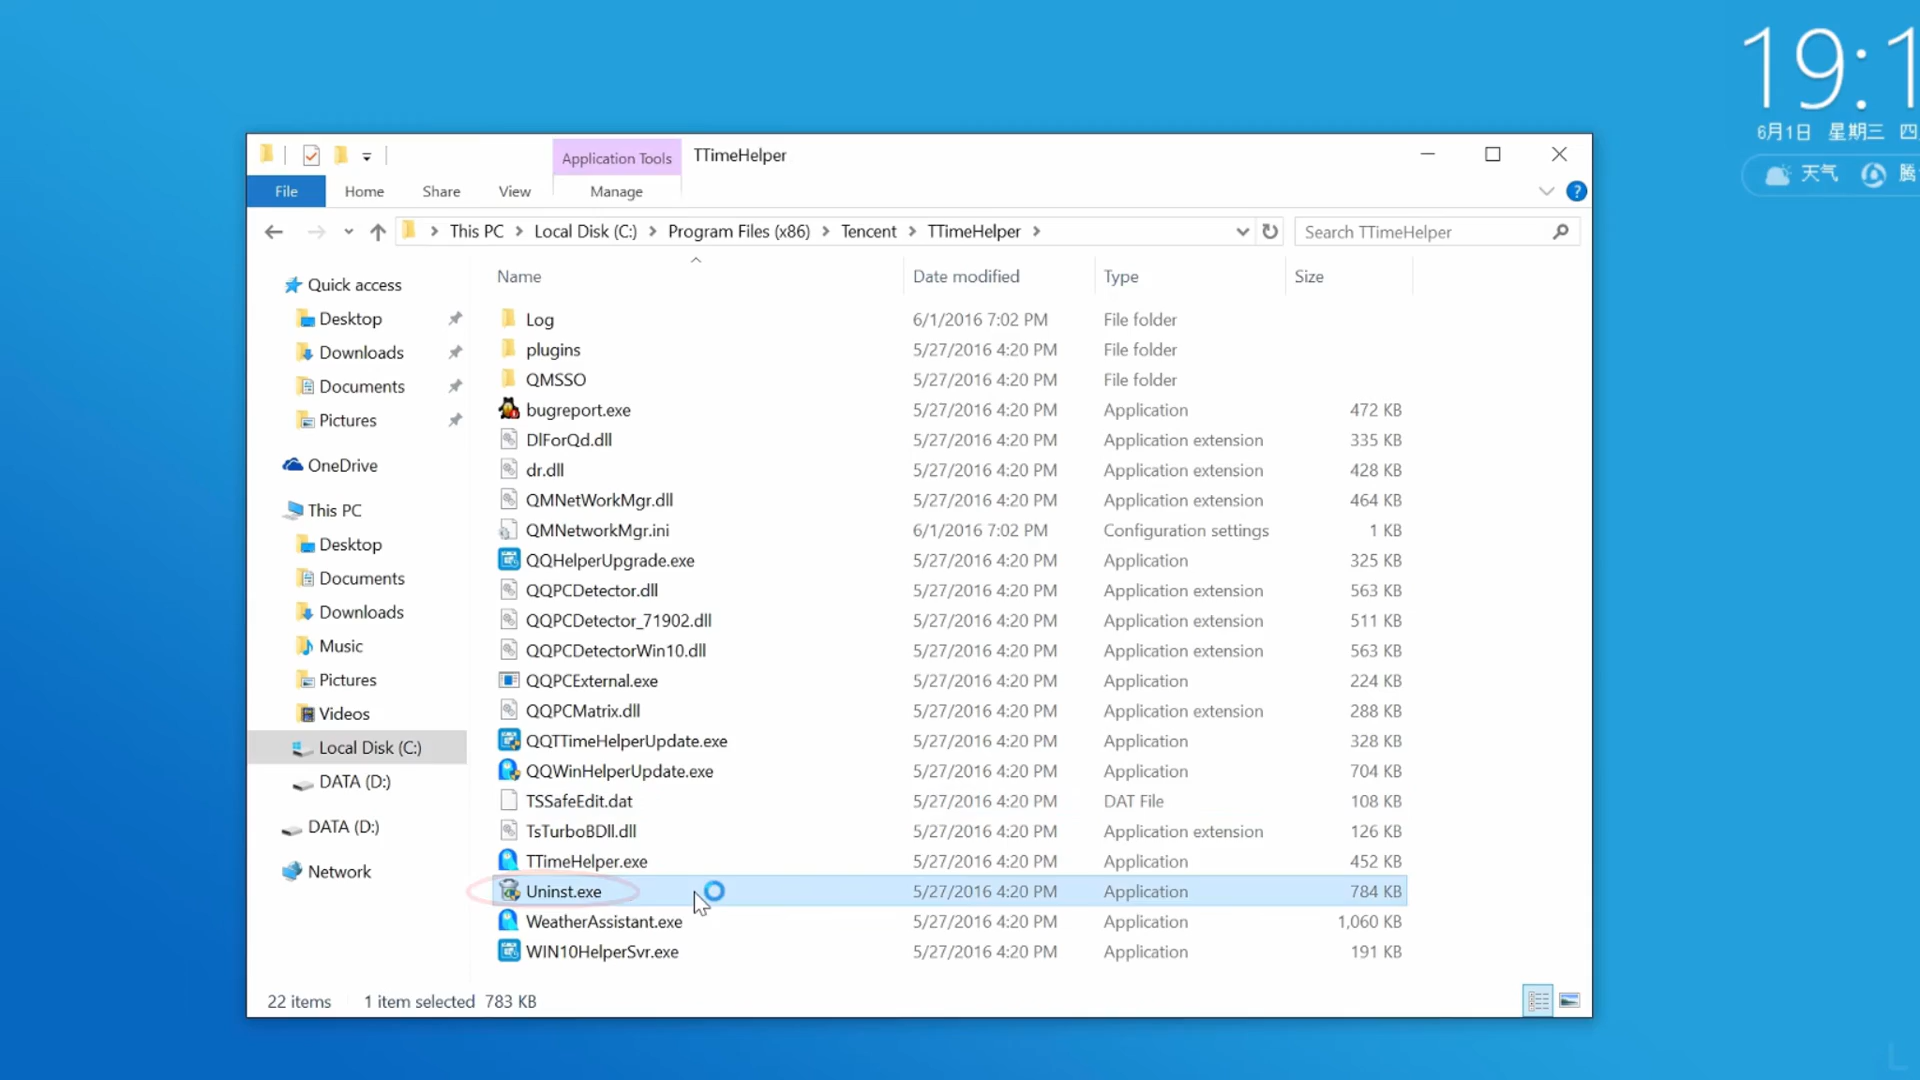 19:1
6月1日 星期三 四
天气 腾
Application Tools TTimeHelper
File Home Share View Manage
This PC Local Disk (C:) Program Files (x86) Tencent TTimeHelper Search TTimeHelper
Quick access
Desktop
Downloads
Documents
Pictures
OneDrive
This PC
Desktop
Documents
Downloads
Music
Pictures
Videos
Local Disk (C:)
DATA (D:)
DATA (D:)
Network
Name Date modified Type Size
Log 6/1/2016 7:02 PM File folder
plugins 5/27/2016 4:20 PM File folder
QMSSO 5/27/2016 4:20 PM File folder
bugreport.exe 5/27/2016 4:20 PM Application 472 KB
DlForQd.dll 5/27/2016 4:20 PM Application extension 335 KB
dr.dll 5/27/2016 4:20 PM Application extension 428 KB
QMNetWorkMgr.dll 5/27/2016 4:20 PM Application extension 464 KB
QMNetworkMgr.ini 6/1/2016 7:02 PM Configuration settings 1 KB
QQHelperUpgrade.exe 5/27/2016 4:20 PM Application 325 KB
QQPCDetector.dll 5/27/2016 4:20 PM Application extension 563 KB
QQPCDetector_71902.dll 5/27/2016 4:20 PM Application extension 511 KB
QQPCDetectorWin10.dll 5/27/2016 4:20 PM Application extension 563 KB
QQPCExternal.exe 5/27/2016 4:20 PM Application 224 KB
QQPCMatrix.dll 5/27/2016 4:20 PM Application extension 288 KB
QQTTimeHelperUpdate.exe 5/27/2016 4:20 PM Application 328 KB
QQWinHelperUpdate.exe 5/27/2016 4:20 PM Application 704 KB
TSSafeEdit.dat 5/27/2016 4:20 PM DAT File 108 KB
TsTurboBDll.dll 5/27/2016 4:20 PM Application extension 126 KB
TTimeHelper.exe 5/27/2016 4:20 PM Application 452 KB
Uninst.exe 5/27/2016 4:20 PM Application 784 KB
WeatherAssistant.exe 5/27/2016 4:20 PM Application 1,060 KB
WIN10HelperSvr.exe 5/27/2016 4:20 PM Application 191 KB
22 items 1 item selected 783 KB